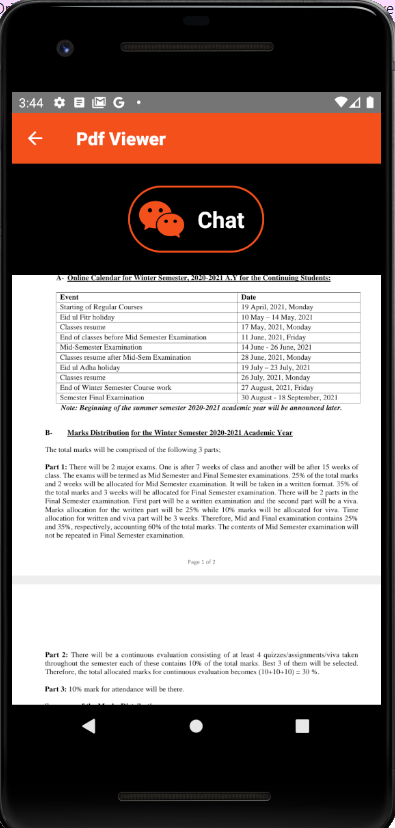 3:44
Pdf Viewer
Chat
A- Online Calendar for Winter Semester, 2020-2021 A.Y for the Continuing Students:
Event Date
Starting of Regular Courses 19 April, 2021, Monday
Eid ul Fitr holiday 10 May – 14 May, 2021
Classes resume 17 May, 2021, Monday
End of classes before Mid Semester Examination 11 June, 2021, Friday
Mid-Semester Examination 14 June - 26 June, 2021
Classes resume after Mid-Sem Examination 28 June, 2021, Monday
Eid ul Adha holiday 19 July – 23 July, 2021
Classes resume 26 July, 2021, Monday
End of Winter Semester Course work 27 August, 2021, Friday
Semester Final Examination 30 August - 18 September, 2021
Note: Beginning of the summer semester 2020-2021 academic year will be announced later.
B- Marks Distribution for the Winter Semester 2020-2021 Academic Year
The total marks will be comprised of the following 3 parts;
Part 1: There will be 2 major exams. One is after 7 weeks of class and another will be after 15 weeks of
class. The exams will be termed as Mid Semester and Final Semester examinations. 25% of the total marks
and 2 weeks will be allocated for Mid Semester examination. It will be taken in a written format. 35% of
the total marks and 3 weeks will be allocated for Final Semester examination. There will be 2 parts in the
Final Semester examination. First part will be a written examination and the second part will be a viva.
Marks allocation for the written part will be 25% while 10% marks will be allocated for viva. Time
allocation for written and viva part will be 3 weeks. Therefore, Mid and Final examination contains 25%
and 35%, respectively, accounting 60% of the total marks. The contents of Mid Semester examination will
not be repeated in Final Semester examination.
Page 1 of 2
Part 2: There will be a continuous evaluation consisting of at least 4 quizzes/assignments/viva taken
throughout the semester each of these contains 10% of the total marks. Best 3 of them will be selected.
Therefore, the total allocated marks for continuous evaluation becomes (10+10+10) = 30 %.
Part 3: 10% mark for attendance will be there.